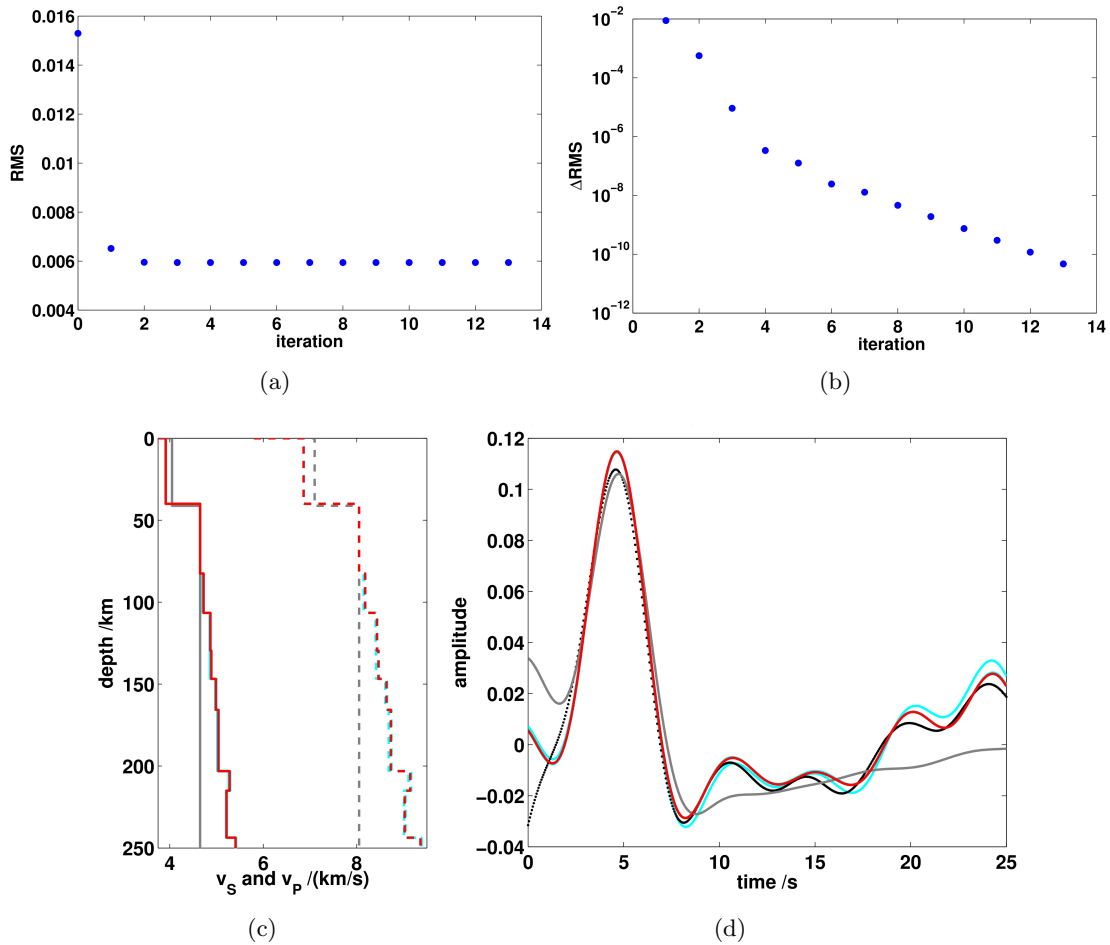 0.016
0.014
0.012
0.01
0.008
0.006
0.004
RMS
0 2 4 6 8 10 12 14
iteration
(a)
10^−2
10^−4
10^−6
10^−8
10^−10
10^−12
ΔRMS
0 2 4 6 8 10 12 14
iteration
(b)
0
50
100
150
200
250
depth /km
4 6 8
v_S and v_P /(km/s)
(c)
0.12
0.1
0.08
0.06
0.04
0.02
0
−0.02
−0.04
amplitude
0 5 10 15 20 25
time /s
(d)